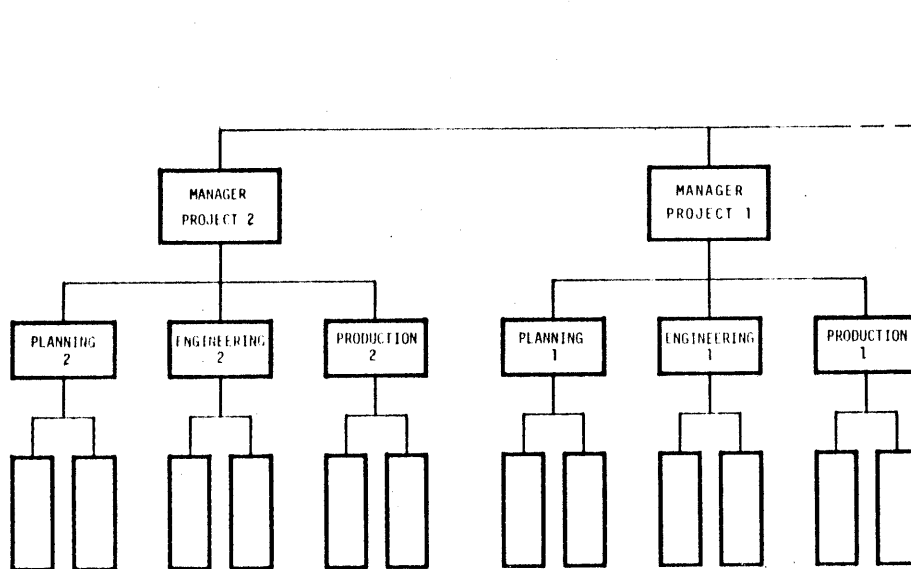 MANAGER
PROJECT 2
MANAGER
PROJECT 1
PLANNING
2
ENGINEERING
2
PRODUCTION
2
PLANNING
1
ENGINEERING
1
PRODUCTION
1